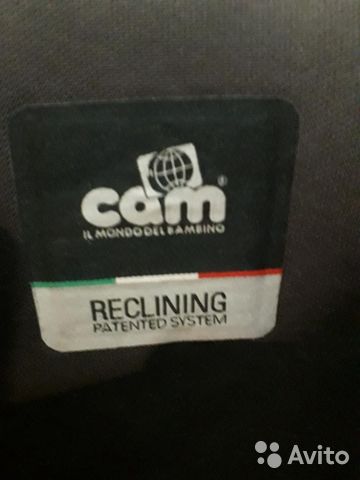 cam®
IL MONDO DEL BAMBINO
RECLINING
PATENTED SYSTEM
Avito